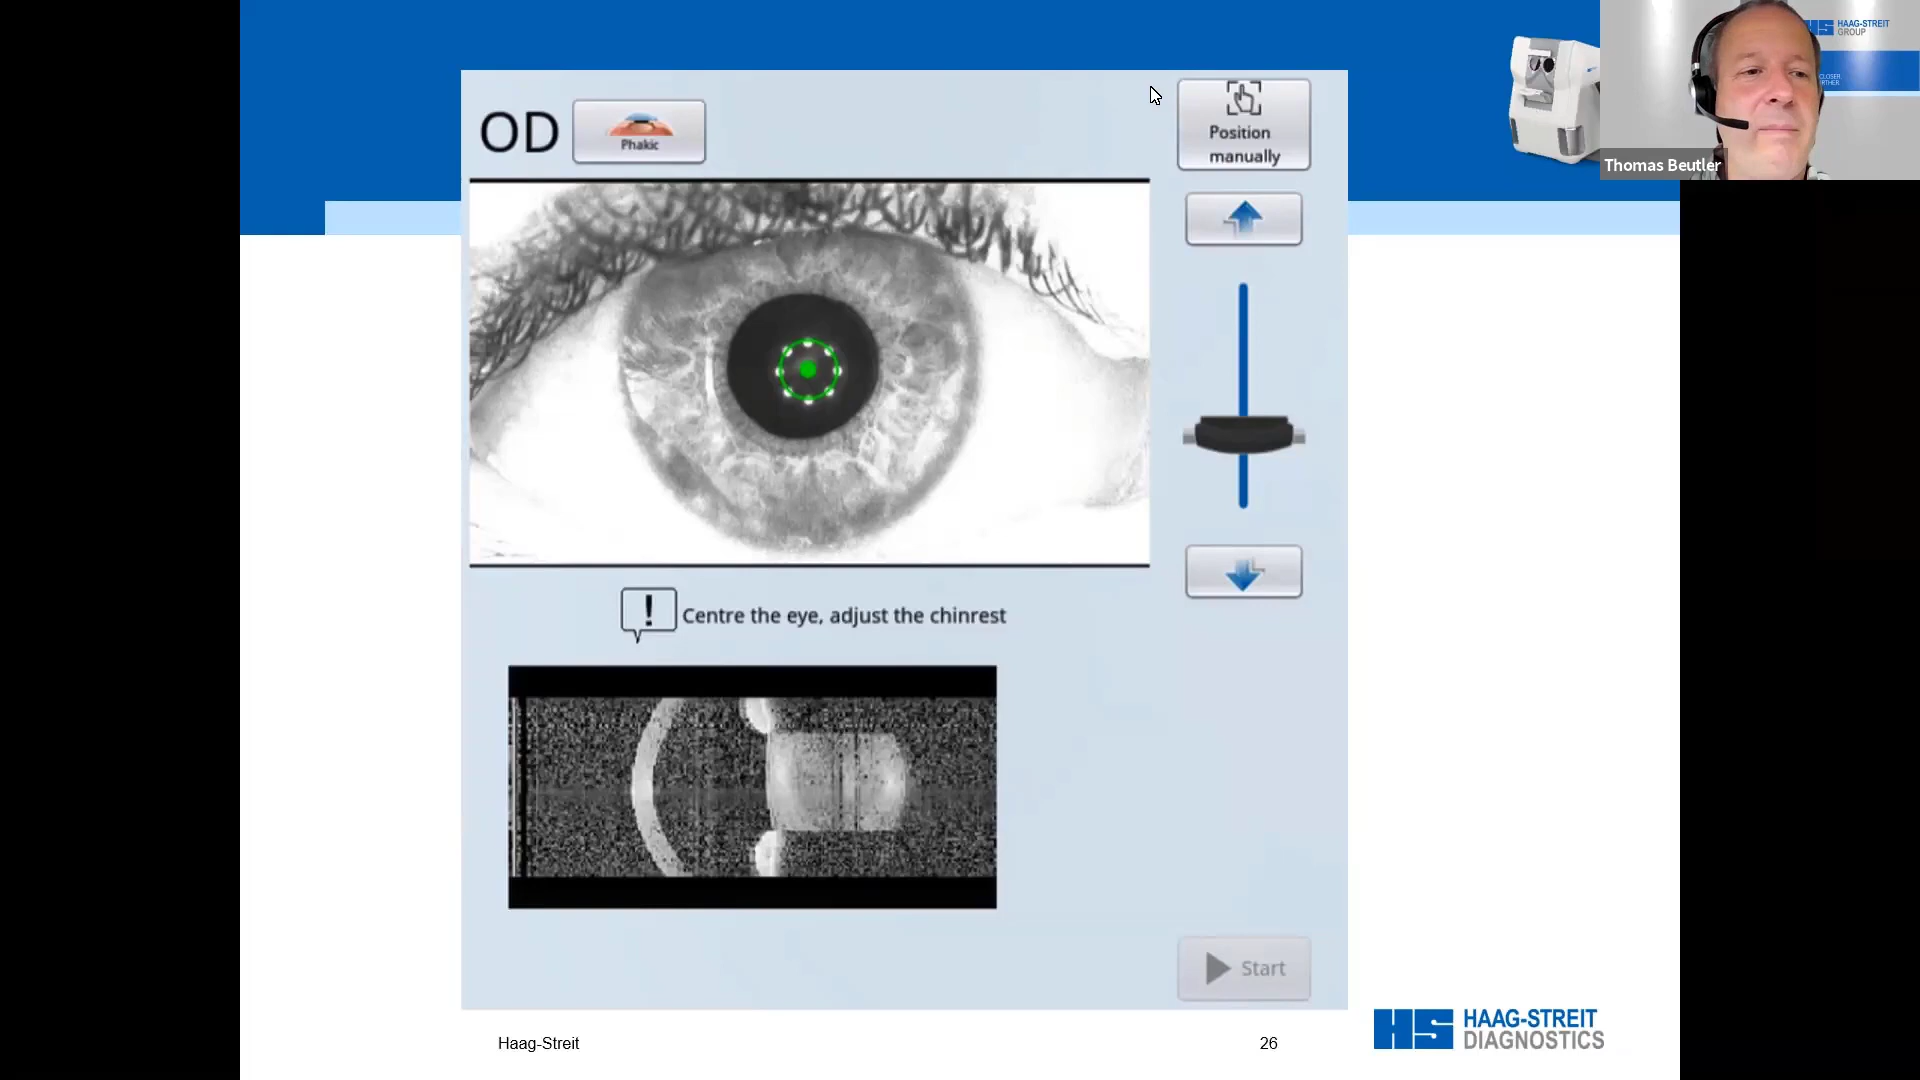 OD
Phakic
Position
manually
HAAG-STREIT
GROUP
Thomas Beutler
!
Centre the eye, adjust the chinrest
Start
Haag-Streit
26
HS
HAAG-STREIT
DIAGNOSTICS